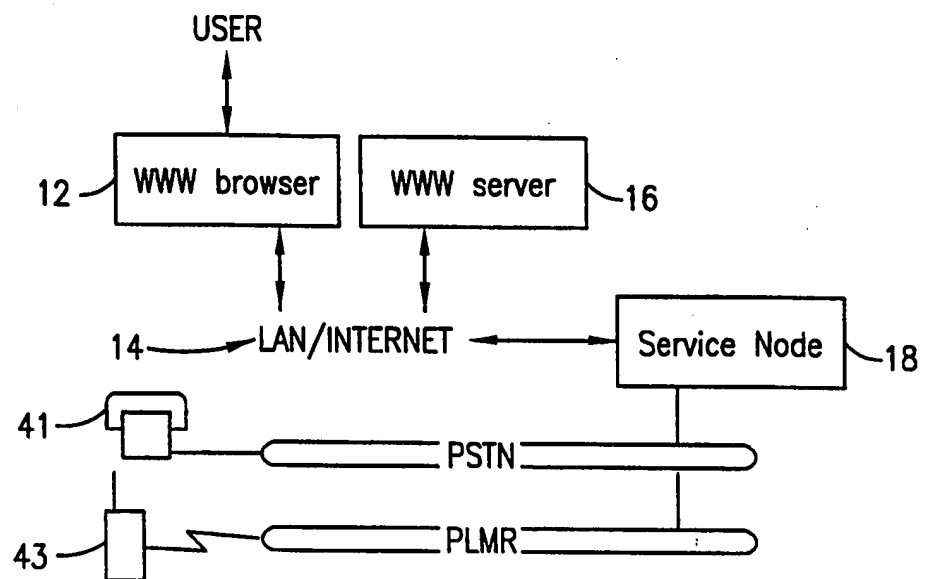 USER
12
WWW browser
WWW server
16
14
LAN/INTERNET
Service Node
18
41
PSTN
43
PLMR